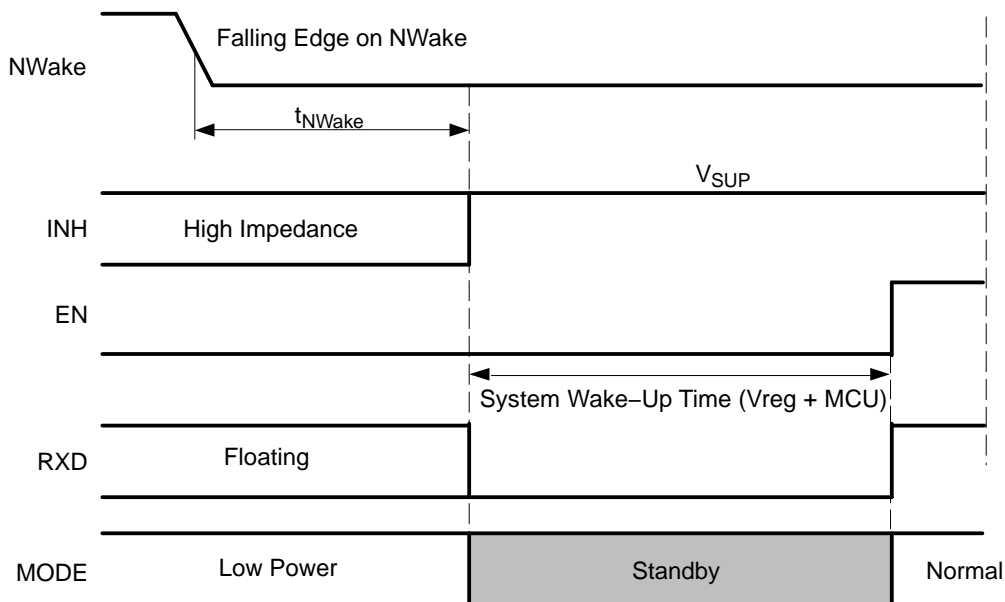 NWake
Falling Edge on NWake
tNWake
VSUP
INH
High Impedance
EN
System Wake−Up Time (Vreg + MCU)
RXD
Floating
MODE
Low Power
Standby
Normal